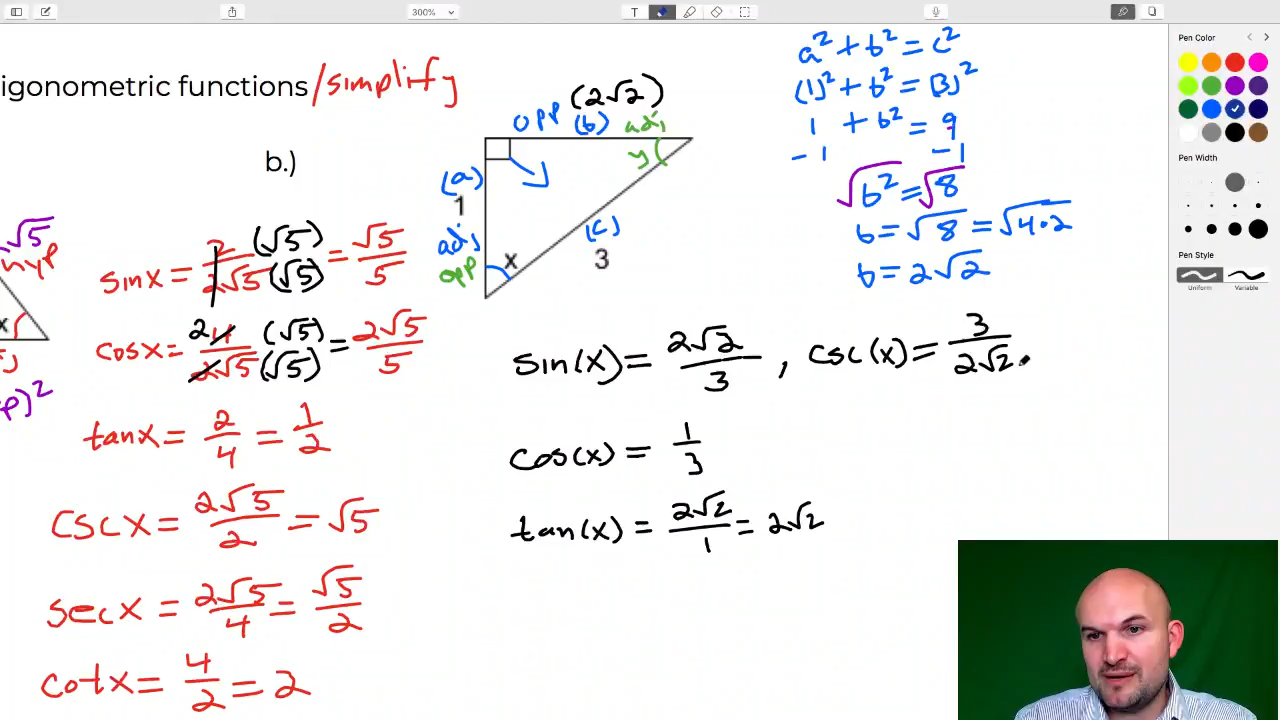 300%
T
Pen Color
Pen Width
Pen Style
Uniform
Variable
igonometric functions /simplify
b.)
√5
hyp
x
p)²
sinx = 2/2√5 (√5)/(√5) = √5/5
cosx = 2 4/2√5 (√5)/(√5) = 2√5/5
tanx = 2/4 = 1/2
cscx = 2√5/2 = √5
secx = 2√5/4 = √5/2
cotx = 4/2 = 2
(2√2)
opp (b) adj
y
(a)
1
adj
opp
x
(c)
3
a² + b² = c²
(1)² + b² = (3)²
1 + b² = 9
-1 -1
√b² = √8
b = √8 = √4•2
b = 2√2
sin(x) = 2√2/3 , csc(x) = 3/2√2
cos(x) = 1/3
tan(x) = 2√2/1 = 2√2